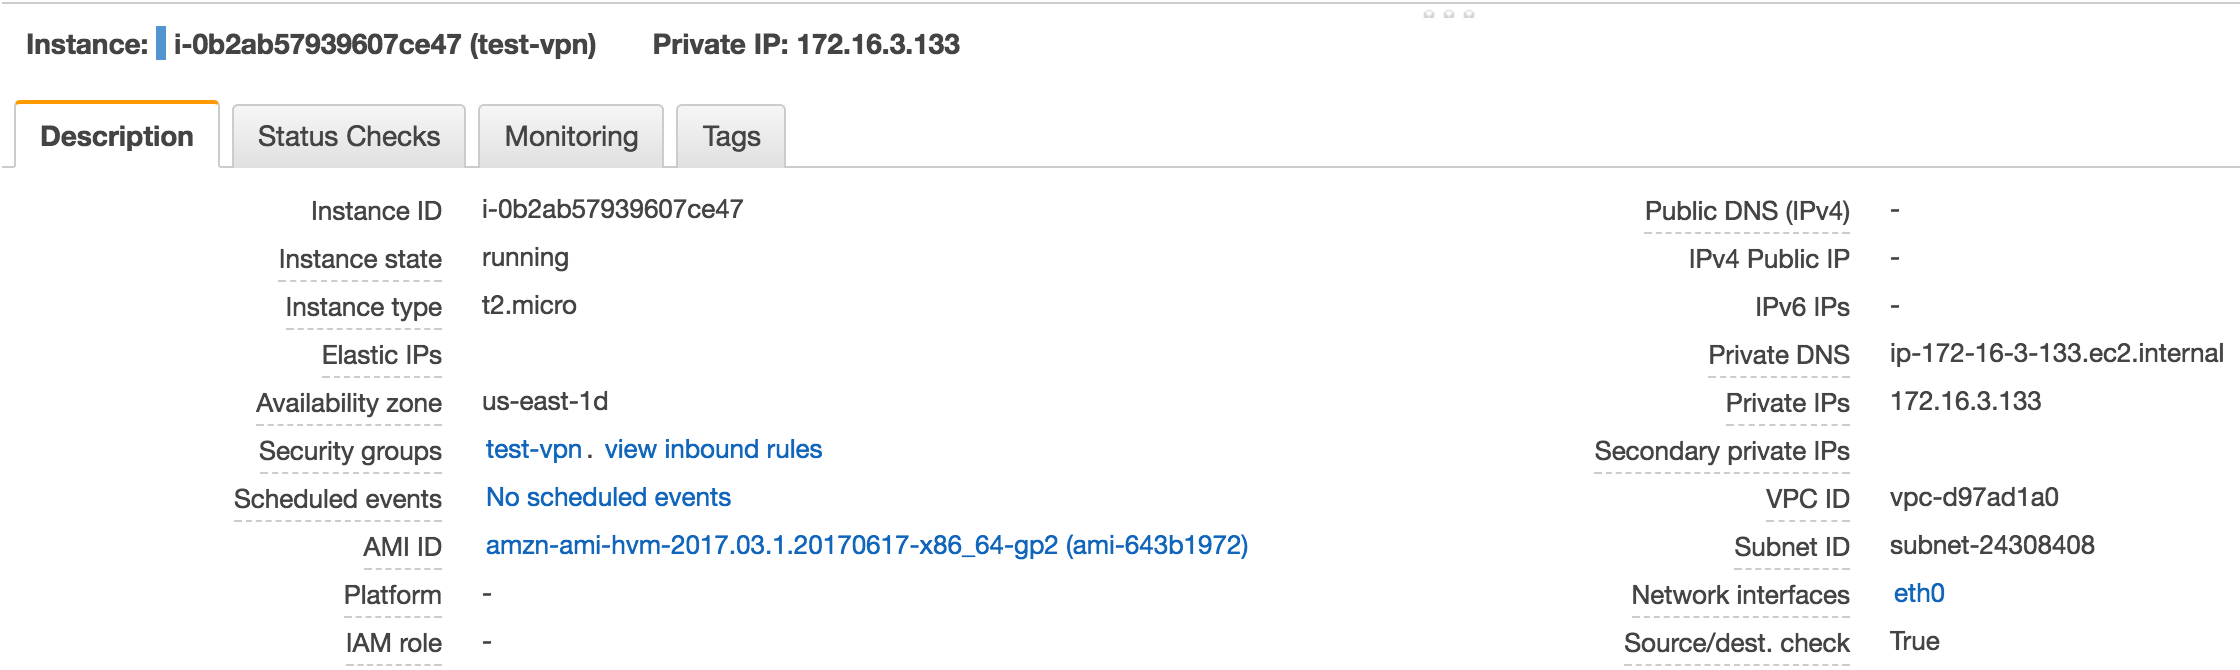 Instance: i-0b2ab57939607ce47 (test-vpn) Private IP: 172.16.3.133
Description Status Checks Monitoring Tags
Instance ID i-0b2ab57939607ce47
Instance state running
Instance type t2.micro
Elastic IPs
Availability zone us-east-1d
Security groups test-vpn . view inbound rules
Scheduled events No scheduled events
AMI ID amzn-ami-hvm-2017.03.1.20170617-x86_64-gp2 (ami-643b1972)
Platform -
IAM role -
Public DNS (IPv4) -
IPv4 Public IP -
IPv6 IPs -
Private DNS ip-172-16-3-133.ec2.internal
Private IPs 172.16.3.133
Secondary private IPs
VPC ID vpc-d97ad1a0
Subnet ID subnet-24308408
Network interfaces eth0
Source/dest. check True